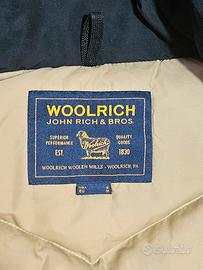 WOOLRICH
JOHN RICH & BROS.
SUPERIOR PERFORMANCE
QUALITY GOODS
Woolrich
EST.
1830
WOOLRICH WOOLEN MILLS - WOOLRICH, PA